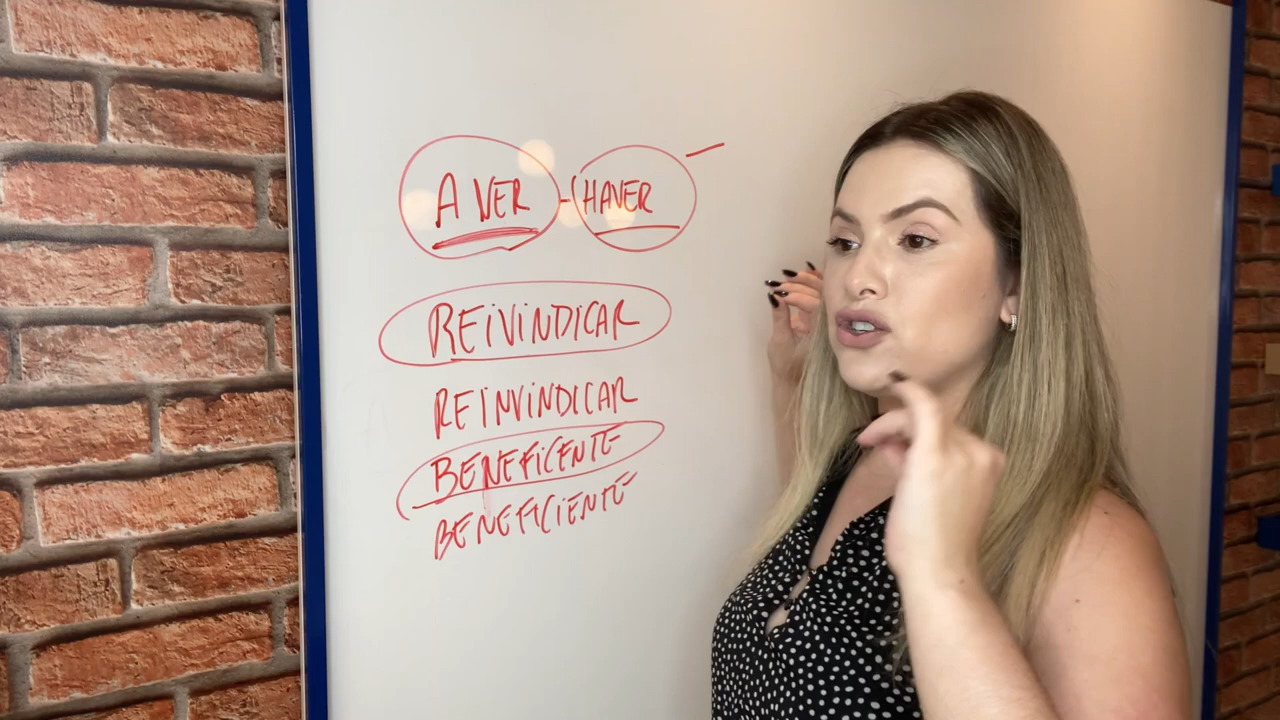 A VER - HAVER
REIVINDICAR
REINVINDICAR
BENEFICENTE
BENEFICIENTE